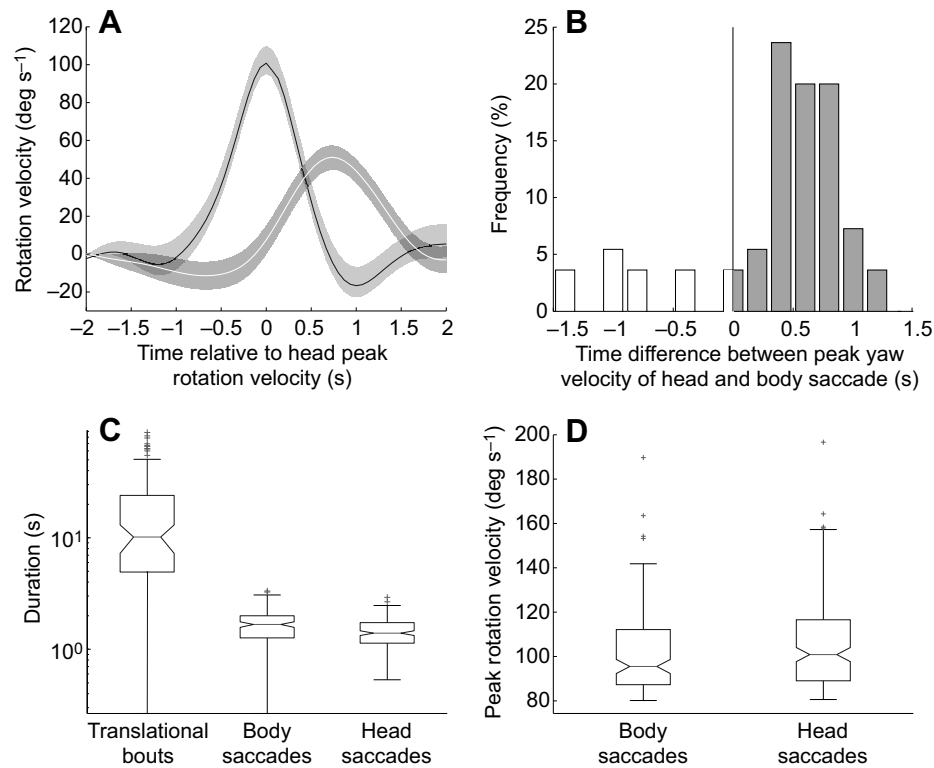 A
120
100
80
60
40
20
0
–20
–2
–1.5
–1
–0.5
0
0.5
1
1.5
2
Rotation velocity (deg s–1)
Time relative to head peak
rotation velocity (s)
B
25
20
15
10
5
0
–1.5
–1
–0.5
0
0.5
1
1.5
Frequency (%)
Time difference between peak yaw
velocity of head and body saccade (s)
C
10¹
10⁰
Duration (s)
Translational
bouts
Body
saccades
Head
saccades
D
200
180
160
140
120
100
80
Peak rotation velocity (deg s–1)
Body
saccades
Head
saccades